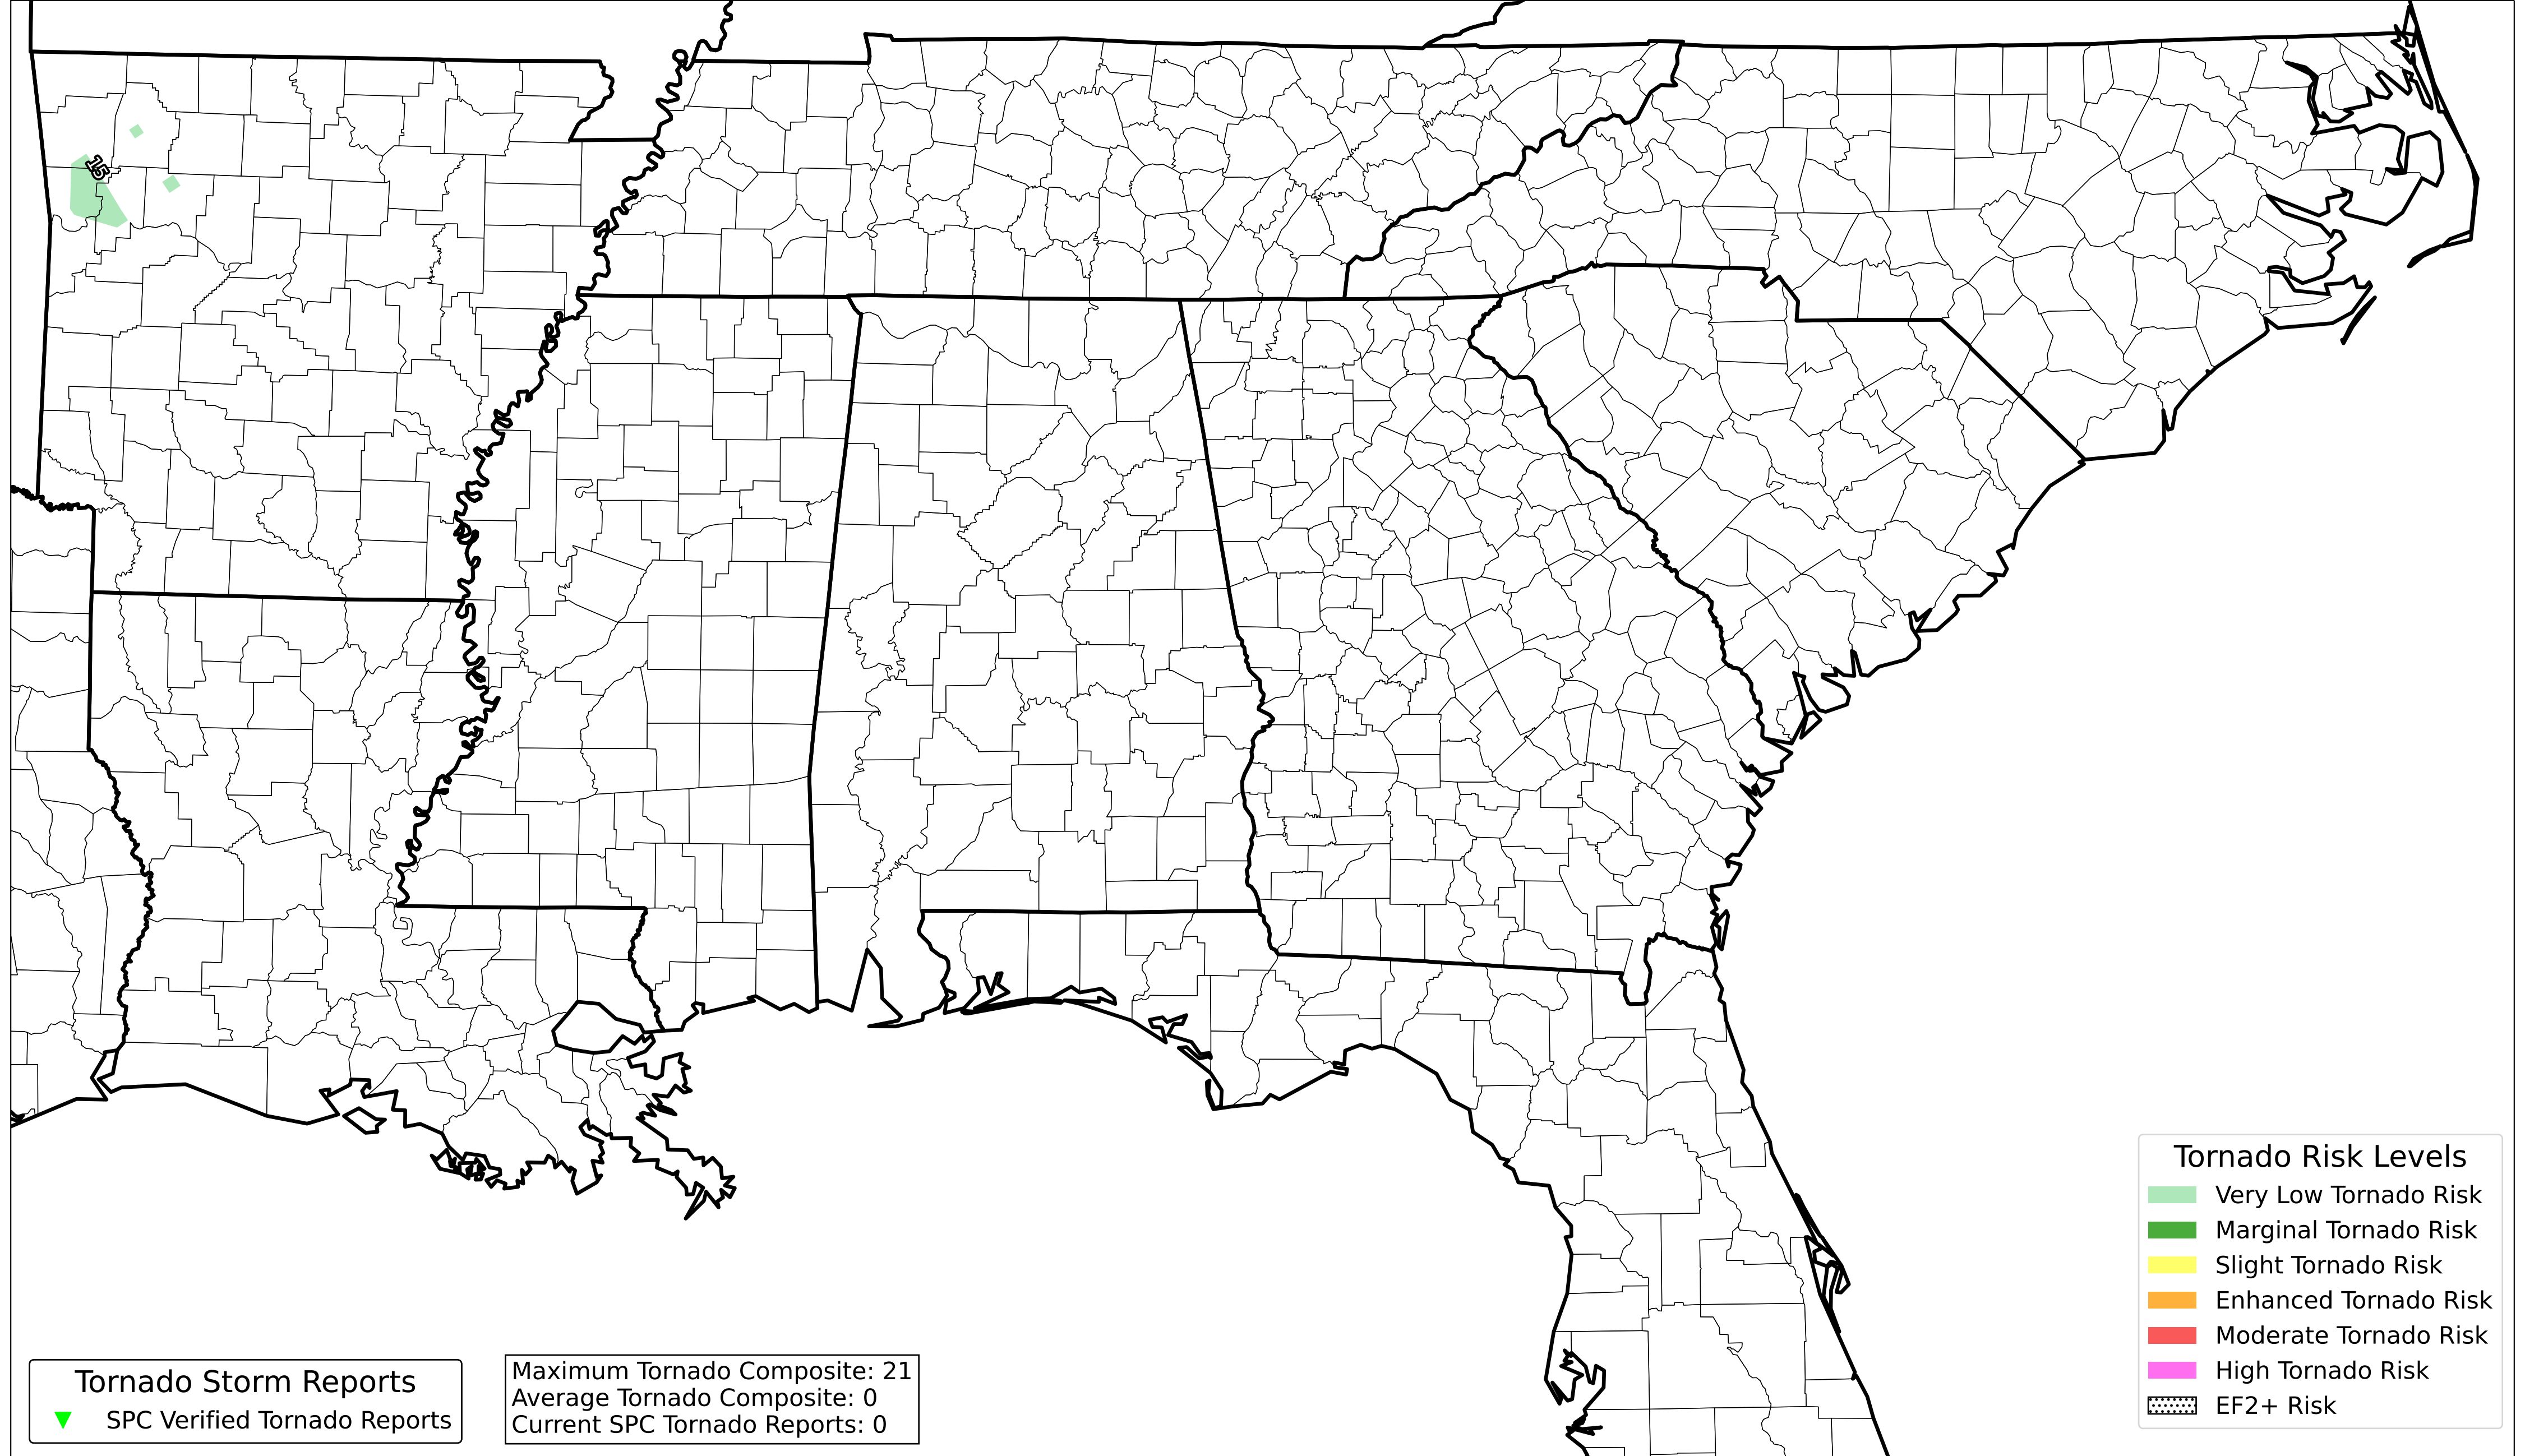 15
Tornado Storm Reports
SPC Verified Tornado Reports
Maximum Tornado Composite: 21
Average Tornado Composite: 0
Current SPC Tornado Reports: 0
Tornado Risk Levels
Very Low Tornado Risk
Marginal Tornado Risk
Slight Tornado Risk
Enhanced Tornado Risk
Moderate Tornado Risk
High Tornado Risk
EF2+ Risk